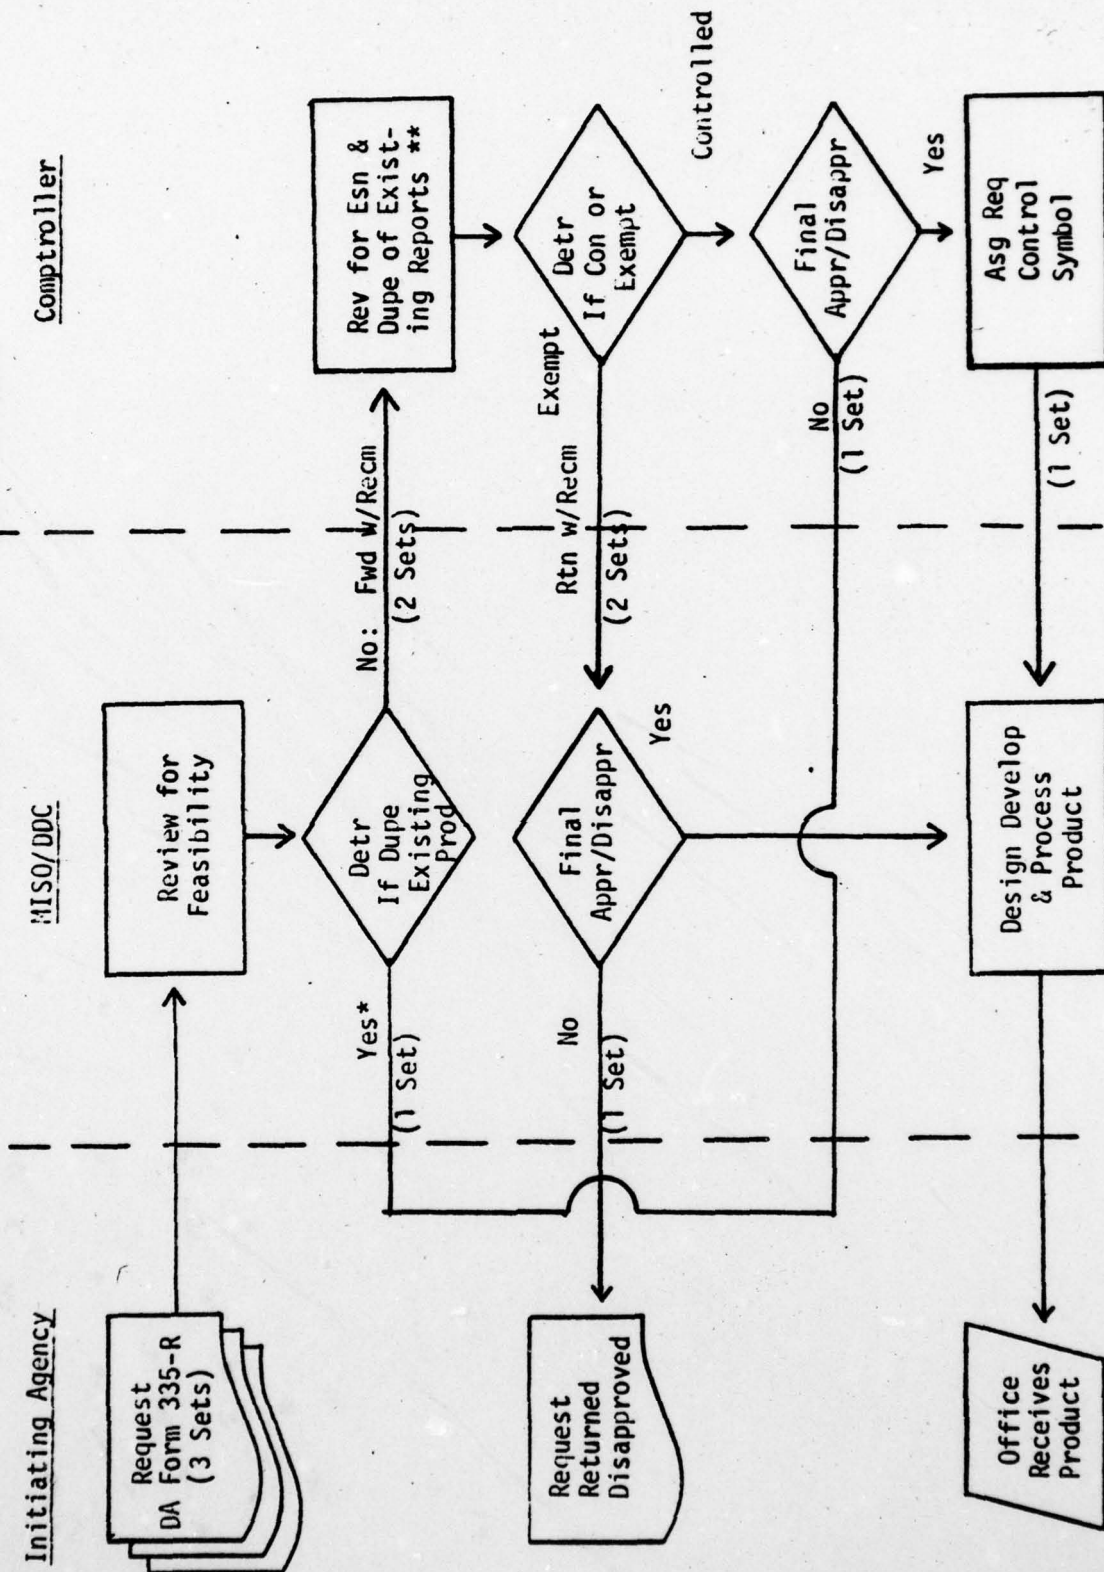 Initiating Agency
MISO/DDC
Comptroller
Request
DA Form 335-R
(3 Sets)
Review for
Feasibility
Detr
If Dupe
Existing
Prod
Yes*
(1 Set)
No: Fwd w/Recm
(2 Sets)
Rev for Esn &
Dupe of Exist-
ing Reports **
Detr
If Con or
Exempt
Exempt
Rtn w/Recm
(2 Sets)
Controlled
Final
Appr/Disappr
Yes
No
(1 Set)
Request
Returned
Disapproved
Final
Appr/Disappr
No
(1 Set)
Yes
Asg Req
Control
Symbol
(1 Set)
Design Develop
& Process
Product
Office
Receives
Product